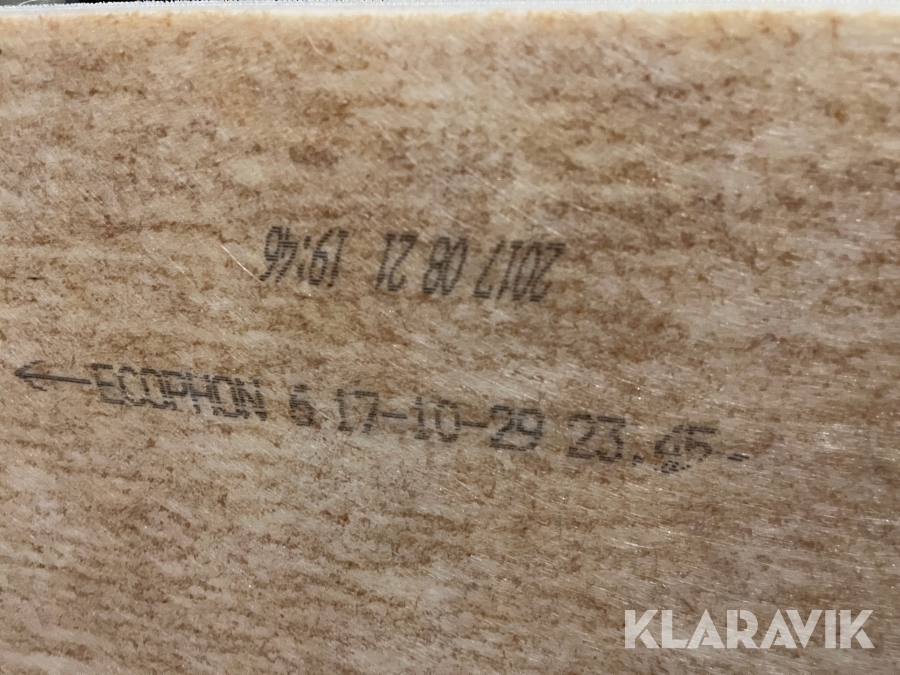 2017 08 21 19:46
←ECOPHON 6 17-10-29 23.45
KLARAVIK